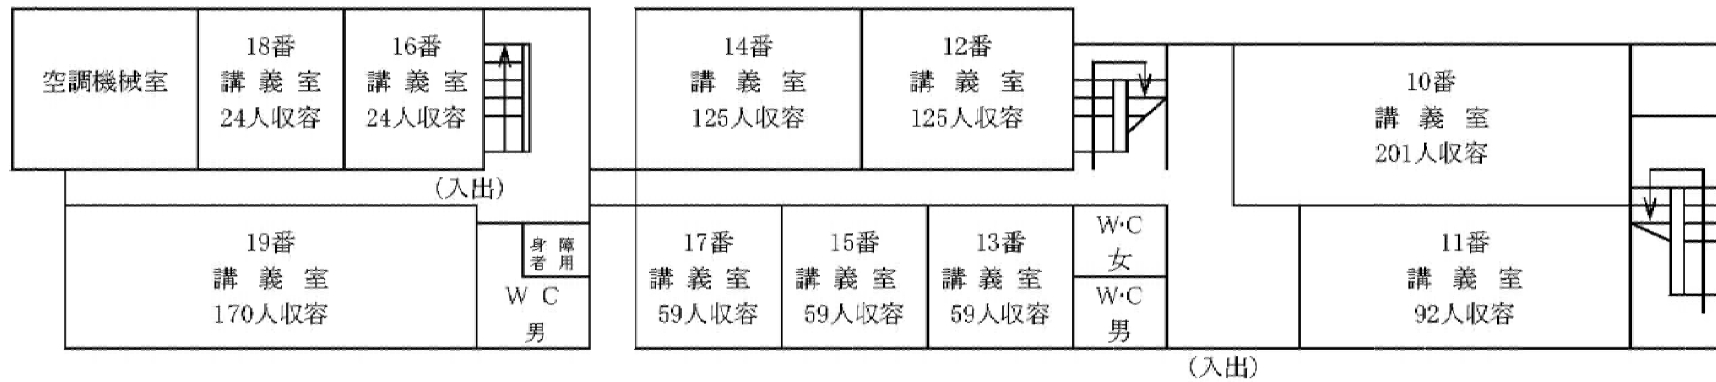 空調機械室
18番
講義室
24人収容
16番
講義室
24人収容
14番
講義室
125人収容
12番
講義室
125人収容
10番
講義室
201人収容
(入出)
19番
講義室
170人収容
身障
者用
W C
男
17番
講義室
59人収容
15番
講義室
59人収容
13番
講義室
59人収容
W·C
女
W·C
男
11番
講義室
92人収容
(入出)